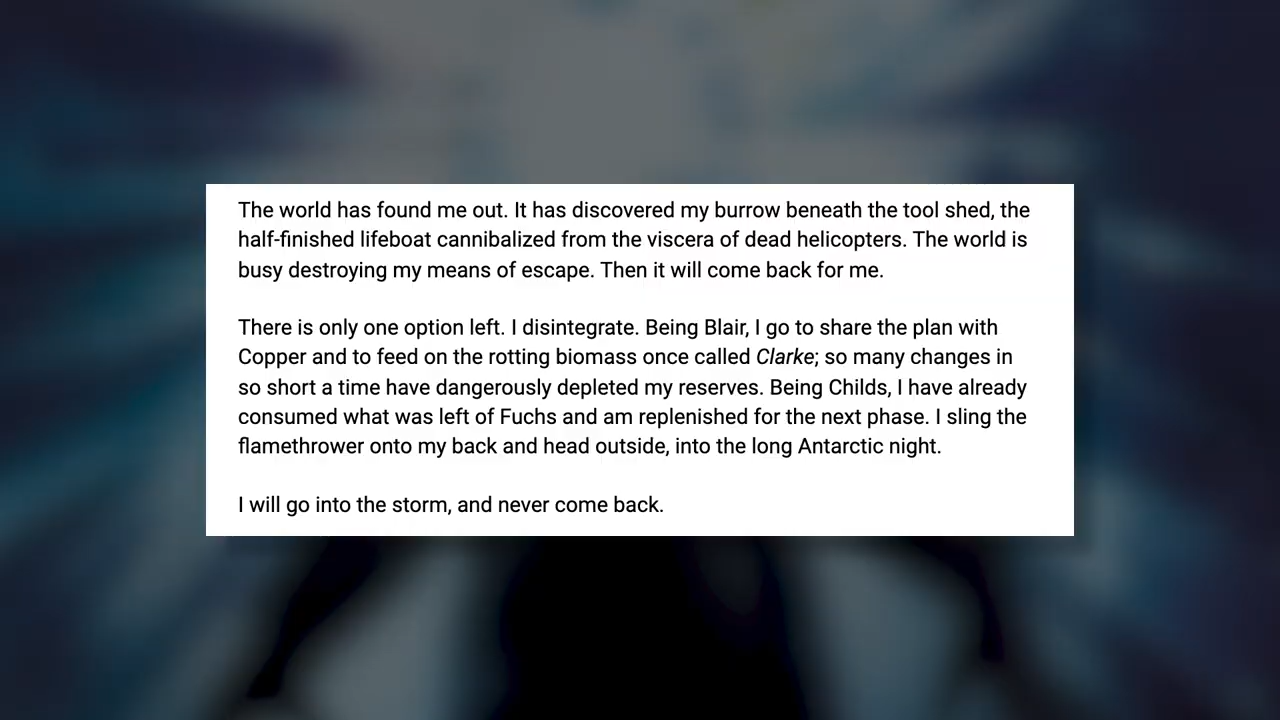 The world has found me out. It has discovered my burrow beneath the tool shed, the
half-finished lifeboat cannibalized from the viscera of dead helicopters. The world is
busy destroying my means of escape. Then it will come back for me.
There is only one option left. I disintegrate. Being Blair, I go to share the plan with
Copper and to feed on the rotting biomass once called Clarke; so many changes in
so short a time have dangerously depleted my reserves. Being Childs, I have already
consumed what was left of Fuchs and am replenished for the next phase. I sling the
flamethrower onto my back and head outside, into the long Antarctic night.
I will go into the storm, and never come back.